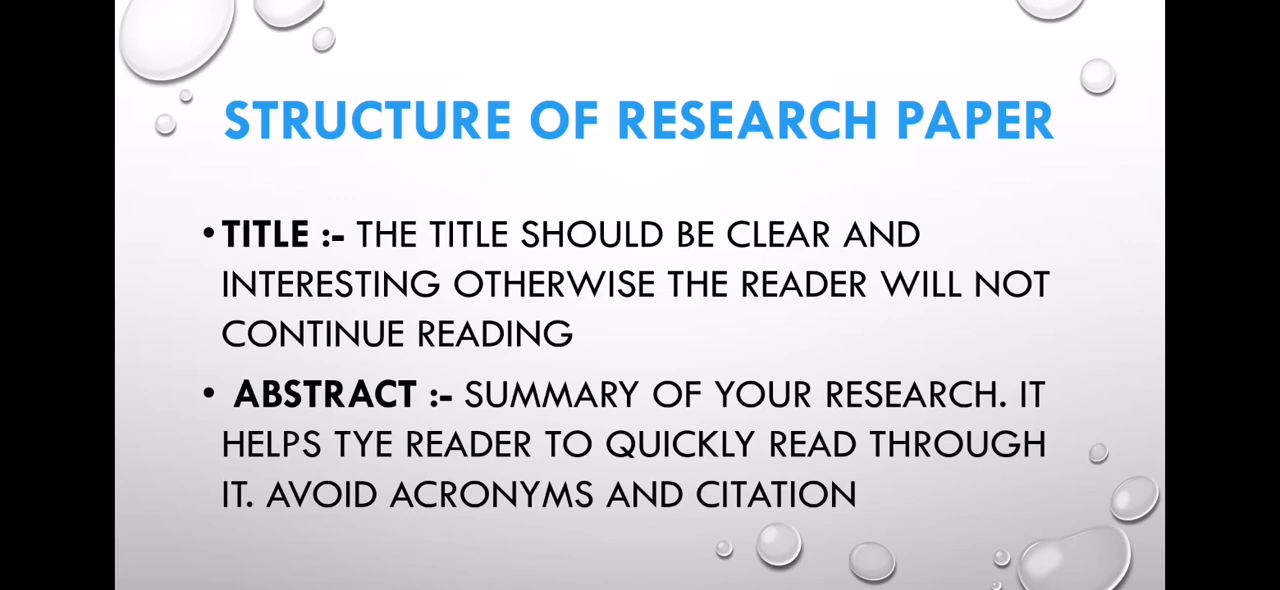 STRUCTURE OF RESEARCH PAPER
•TITLE :- THE TITLE SHOULD BE CLEAR AND
INTERESTING OTHERWISE THE READER WILL NOT
CONTINUE READING
• ABSTRACT :- SUMMARY OF YOUR RESEARCH. IT
HELPS TYE READER TO QUICKLY READ THROUGH
IT. AVOID ACRONYMS AND CITATION